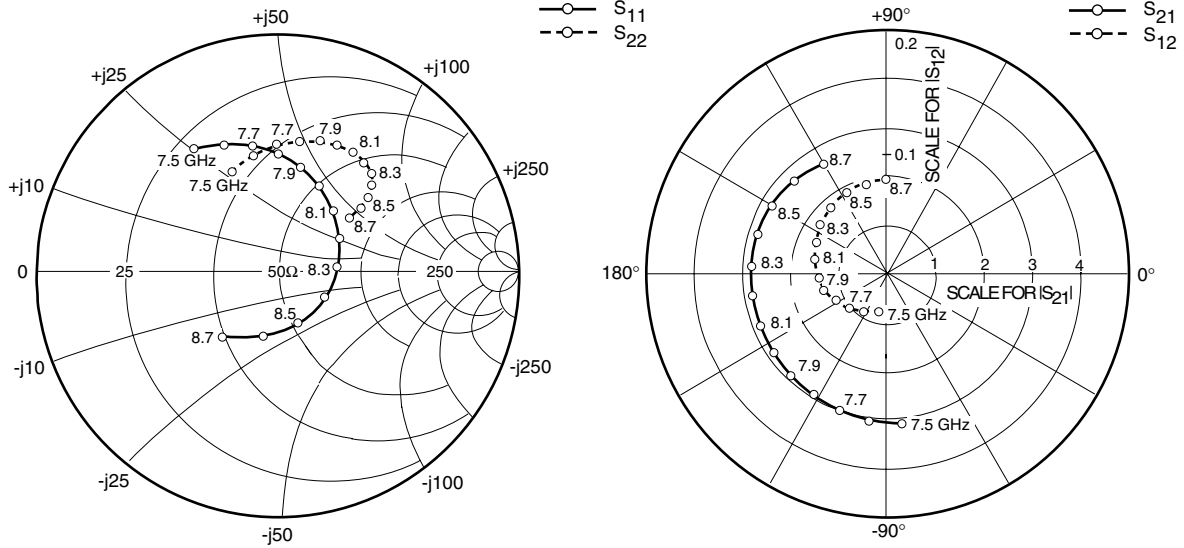 S11
S22
+j50
+j25
+j100
+j10
+j250
0
25
50Ω
250
-j10
-j250
-j25
-j100
-j50
7.5 GHz
7.7
7.9
8.1
8.3
8.5
8.7
7.5 GHz
7.7
7.9
8.1
8.3
8.5
8.7
S21
S12
+90°
0.2
0.1
SCALE FOR |S12|
180°
0°
1
2
3
4
SCALE FOR |S21|
-90°
8.7
8.5
8.3
8.1
7.9
7.7
7.5 GHz
8.7
8.5
8.3
8.1
7.9
7.7
7.5 GHz